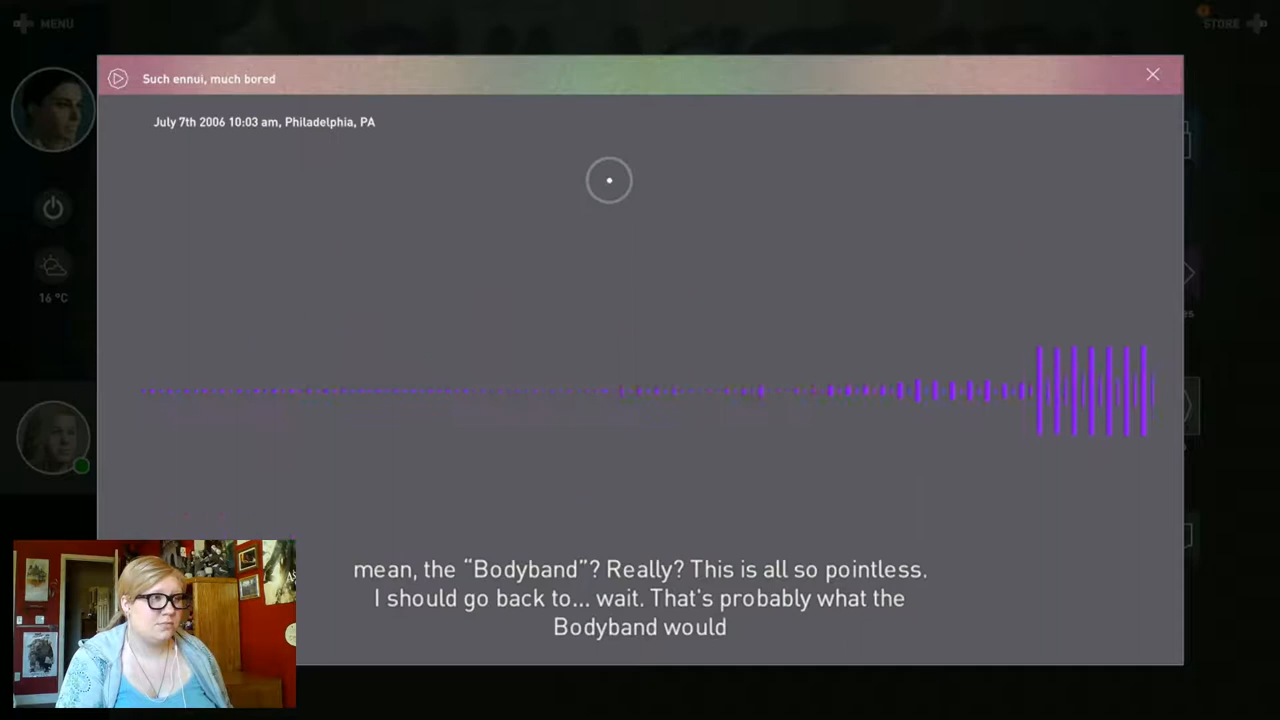 MENU
STORE
Such ennui, much bored
July 7th 2006 10:03 am, Philadelphia, PA
16 °C
mean, the “Bodyband”? Really? This is all so pointless.
I should go back to... wait. That's probably what the
Bodyband would